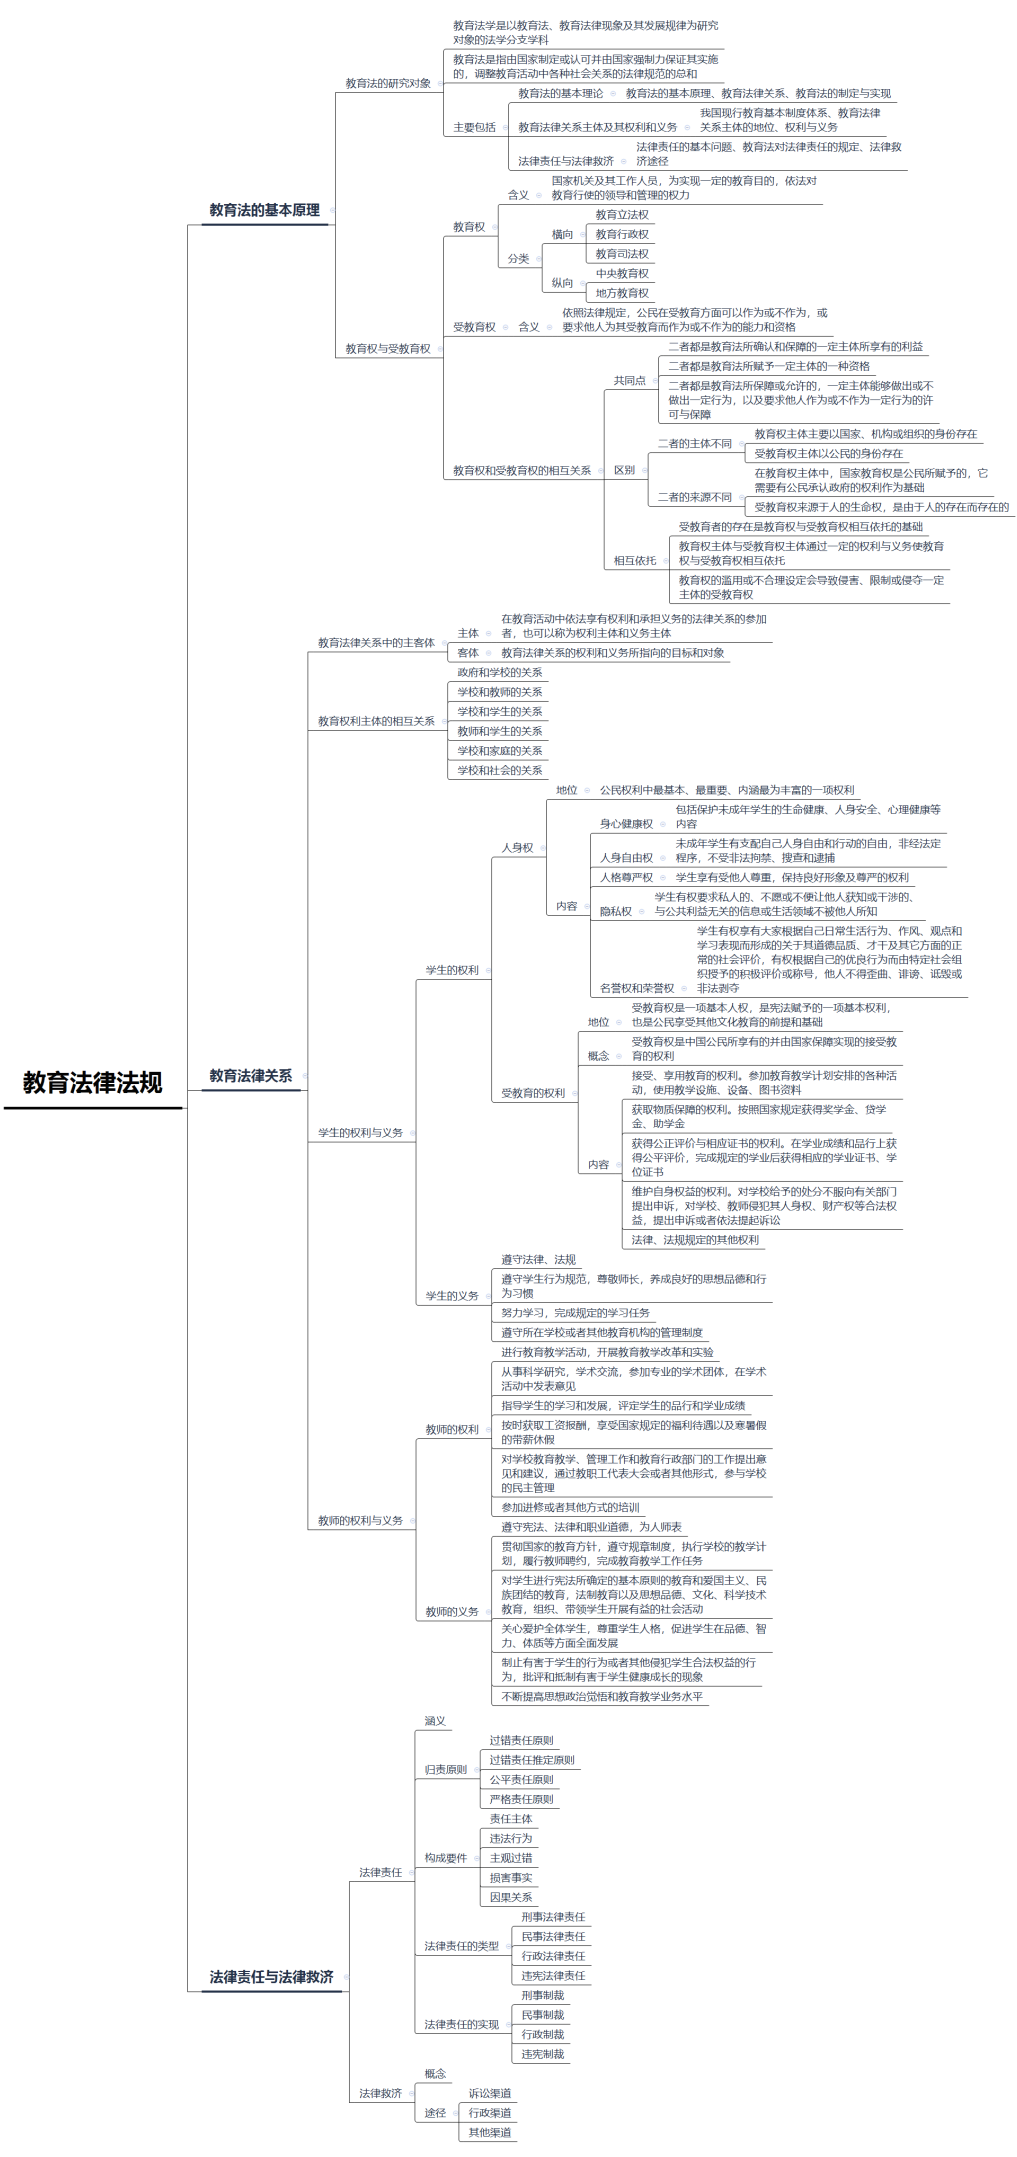 教育法学是以教育法、教育法律现象及其发展规律为研究
对象的法学分支学科
教育法是指由国家制定或认可并由国家强制力保证其实施
的，调整教育活动中各种社会关系的法律规范的总和
教育法的研究对象
教育法的基本理论
教育法的基本原理、教育法律关系、教育法的制定与实现
主要包括
教育法律关系主体及其权利和义务
我国现行教育基本制度体系、教育法律
关系主体的地位、权利与义务
法律责任与法律救济
法律责任的基本问题、教育法对法律责任的规定、法律救
济途径
教育法的基本原理
含义
国家机关及其工作人员，为实现一定的教育目的，依法对
教育行使的领导和管理的权力
教育权
分类
横向
教育立法权
教育行政权
教育司法权
纵向
中央教育权
地方教育权
受教育权
含义
依照法律规定，公民在受教育方面可以作为或不作为，或
要求他人为其受教育而作为或不作为的能力和资格
教育权与受教育权
共同点
二者都是教育法所确认和保障的一定主体所享有的利益
二者都是教育法所赋予一定主体的一种资格
二者都是教育法所保障或允许的，一定主体能够做出或不
做出一定行为，以及要求他人作为或不作为一定行为的许
可与保障
教育权和受教育权的相互关系
区别
二者的主体不同
教育权主体主要以国家、机构或组织的身份存在
受教育权主体以公民的身份存在
二者的来源不同
在教育权主体中，国家教育权是公民所赋予的，它
需要有公民承认政府的权利作为基础
受教育权来源于人的生命权，是由于人的存在而存在的
相互依托
受教育者的存在是教育权与受教育权相互依托的基础
教育权主体与受教育权主体通过一定的权利与义务使教育
权与受教育权相互依托
教育权的滥用或不合理设定会导致侵害、限制或侵夺一定
主体的受教育权
教育法律关系中的主客体
主体
在教育活动中依法享有权利和承担义务的法律关系的参加
者，也可以称为权利主体和义务主体
客体
教育法律关系的权利和义务所指向的目标和对象
教育权利主体的相互关系
政府和学校的关系
学校和教师的关系
学校和学生的关系
教师和学生的关系
学校和家庭的关系
学校和社会的关系
人身权
地位
公民权利中最基本、最重要、内涵最为丰富的一项权利
内容
身心健康权
包括保护未成年学生的生命健康、人身安全、心理健康等
内容
人身自由权
未成年学生有支配自己人身自由和行动的自由，非经法定
程序，不受非法拘禁、搜查和逮捕
人格尊严权
学生享有受他人尊重，保持良好形象及尊严的权利
隐私权
学生有权要求私人的、不愿或不便让他人获知或干涉的、
与公共利益无关的信息或生活领域不被他人所知
名誉权和荣誉权
学生有权享有大家根据自己日常生活行为、作风、观点和
学习表现而形成的关于其道德品质、才干及其它方面的正
常的社会评价，有权根据自己的优良行为而由特定社会组
织授予的积极评价或称号，他人不得歪曲、诽谤、诋毁或
非法剥夺
学生的权利
受教育的权利
地位
受教育权是一项基本人权，是宪法赋予的一项基本权利，
也是公民享受其他文化教育的前提和基础
概念
受教育权是中国公民所享有的并由国家保障实现的接受教
育的权利
内容
接受、享用教育的权利。参加教育教学计划安排的各种活
动，使用教学设施、设备、图书资料
获取物质保障的权利。按照国家规定获得奖学金、贷学
金、助学金
获得公正评价与相应证书的权利。在学业成绩和品行上获
得公平评价，完成规定的学业后获得相应的学业证书、学
位证书
维护自身权益的权利。对学校给予的处分不服向有关部门
提出申诉，对学校、教师侵犯其人身权、财产权等合法权
益，提出申诉或者依法提起诉讼
法律、法规规定的其他权利
教育法律法规
教育法律关系
学生的权利与义务
学生的义务
遵守法律、法规
遵守学生行为规范，尊敬师长，养成良好的思想品德和行
为习惯
努力学习，完成规定的学习任务
遵守所在学校或者其他教育机构的管理制度
教师的权利
进行教育教学活动，开展教育教学改革和实验
从事科学研究，学术交流，参加专业的学术团体，在学术
活动中发表意见
指导学生的学习和发展，评定学生的品行和学业成绩
按时获取工资报酬，享受国家规定的福利待遇以及寒暑假
的带薪休假
对学校教育教学、管理工作和教育行政部门的工作提出意
见和建议，通过教职工代表大会或者其他形式，参与学校
的民主管理
参加进修或者其他方式的培训
教师的权利与义务
教师的义务
遵守宪法、法律和职业道德，为人师表
贯彻国家的教育方针，遵守规章制度，执行学校的教学计
划，履行教师聘约，完成教育教学工作任务
对学生进行宪法所确定的基本原则的教育和爱国主义、民
族团结的教育，法制教育以及思想品德、文化、科学技术
教育，组织、带领学生开展有益的社会活动
关心爱护全体学生，尊重学生人格，促进学生在品德、智
力、体质等方面全面发展
制止有害于学生的行为或者其他侵犯学生合法权益的行
为，批评和抵制有害于学生健康成长的现象
不断提高思想政治觉悟和教育教学业务水平
涵义
归责原则
过错责任原则
过错责任推定原则
公平责任原则
严格责任原则
法律责任
构成要件
责任主体
违法行为
主观过错
损害事实
因果关系
法律责任的类型
刑事法律责任
民事法律责任
行政法律责任
违宪法律责任
法律责任与法律救济
法律责任的实现
刑事制裁
民事制裁
行政制裁
违宪制裁
法律救济
概念
途径
诉讼渠道
行政渠道
其他渠道